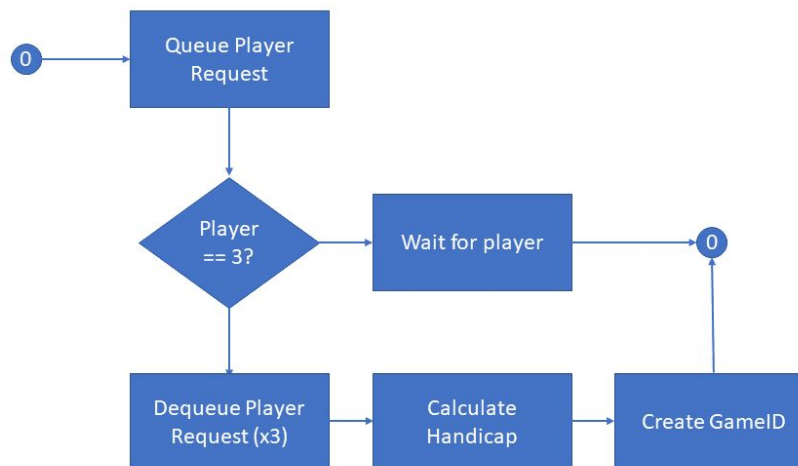 0
Queue Player
Request
Player
== 3?
Wait for player
0
Dequeue Player
Request (x3)
Calculate
Handicap
Create GameID